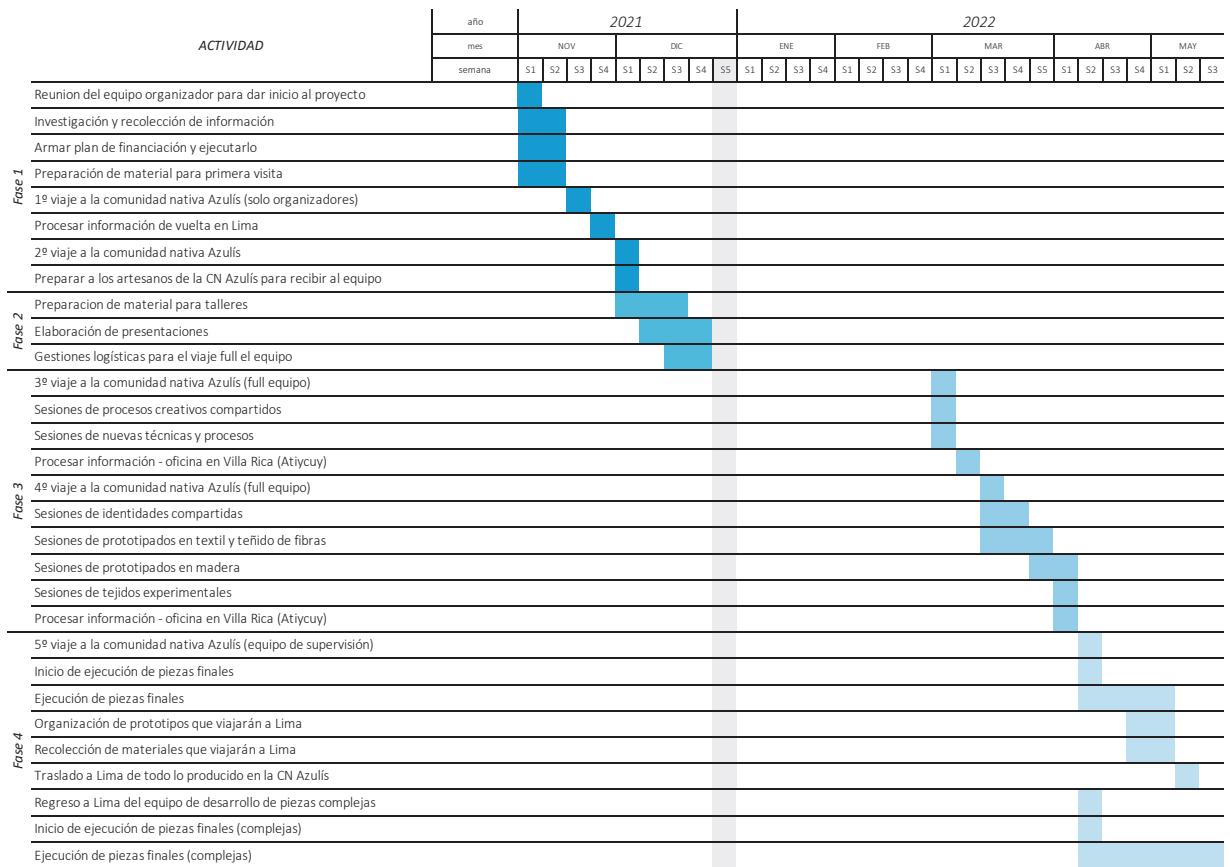 año 2021 2022
ACTIVIDAD mes NOV DIC ENE FEB MAR ABR MAY
semana S1 S2 S3 S4 S1 S2 S3 S4 S5 S1 S2 S3 S4 S1 S2 S3 S4 S1 S2 S3 S4 S5 S1 S2 S3 S4 S1 S2 S3
Fase 1
Reunion del equipo organizador para dar inicio al proyecto
Investigación y recolección de información
Armar plan de financiación y ejecutarlo
Preparación de material para primera visita
1º viaje a la comunidad nativa Azulís (solo organizadores)
Procesar información de vuelta en Lima
2º viaje a la comunidad nativa Azulís
Preparar a los artesanos de la CN Azulís para recibir al equipo
Fase 2
Preparacion de material para talleres
Elaboración de presentaciones
Gestiones logísticas para el viaje full el equipo
Fase 3
3º viaje a la comunidad nativa Azulís (full equipo)
Sesiones de procesos creativos compartidos
Sesiones de nuevas técnicas y procesos
Procesar información - oficina en Villa Rica (Atiycuy)
4º viaje a la comunidad nativa Azulís (full equipo)
Sesiones de identidades compartidas
Sesiones de prototipados en textil y teñido de fibras
Sesiones de prototipados en madera
Sesiones de tejidos experimentales
Procesar información - oficina en Villa Rica (Atiycuy)
Fase 4
5º viaje a la comunidad nativa Azulís (equipo de supervisión)
Inicio de ejecución de piezas finales
Ejecución de piezas finales
Organización de prototipos que viajarán a Lima
Recolección de materiales que viajarán a Lima
Traslado a Lima de todo lo producido en la CN Azulís
Regreso a Lima del equipo de desarrollo de piezas complejas
Inicio de ejecución de piezas finales (complejas)
Ejecución de piezas finales (complejas)